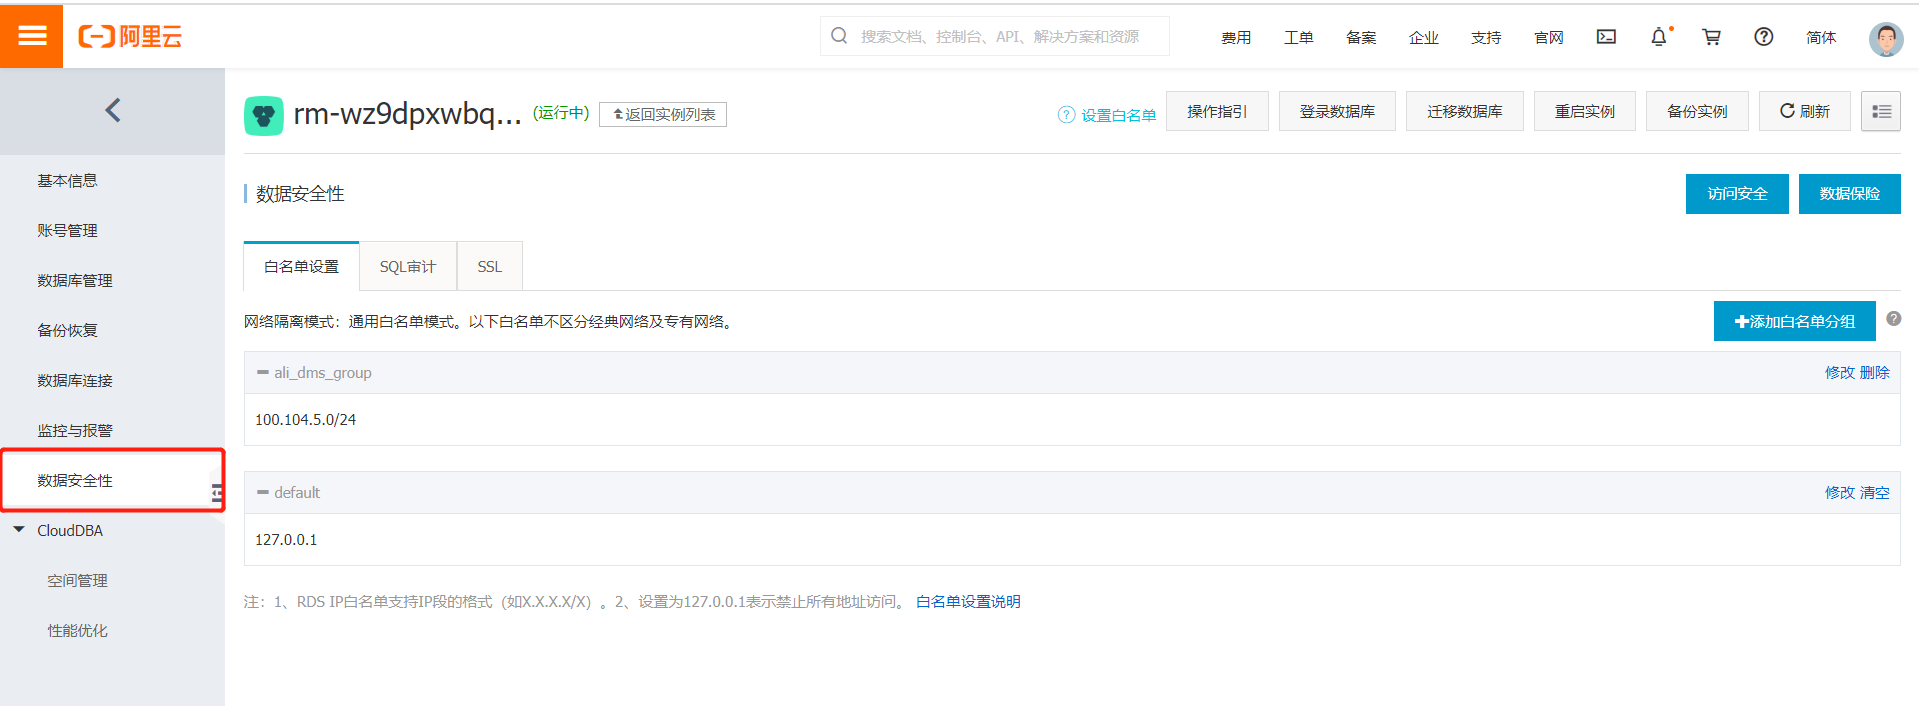 阿里云
搜索文档、控制台、API、解决方案和资源
费用 工单 备案 企业 支持 官网 简体
rm-wz9dpxwbq... (运行中) 返回实例列表
设置白名单 操作指引 登录数据库 迁移数据库 重启实例 备份实例 刷新
基本信息
账号管理
数据库管理
备份恢复
数据库连接
监控与报警
数据安全性
CloudDBA
空间管理
性能优化
数据安全性
访问安全 数据保险
白名单设置 SQL审计 SSL
网络隔离模式：通用白名单模式。以下白名单不区分经典网络及专有网络。
添加白名单分组
ali_dms_group 修改 删除
100.104.5.0/24
default 修改 清空
127.0.0.1
注：1、RDS IP白名单支持IP段的格式（如X.X.X.X/X）。2、设置为127.0.0.1表示禁止所有地址访问。 白名单设置说明